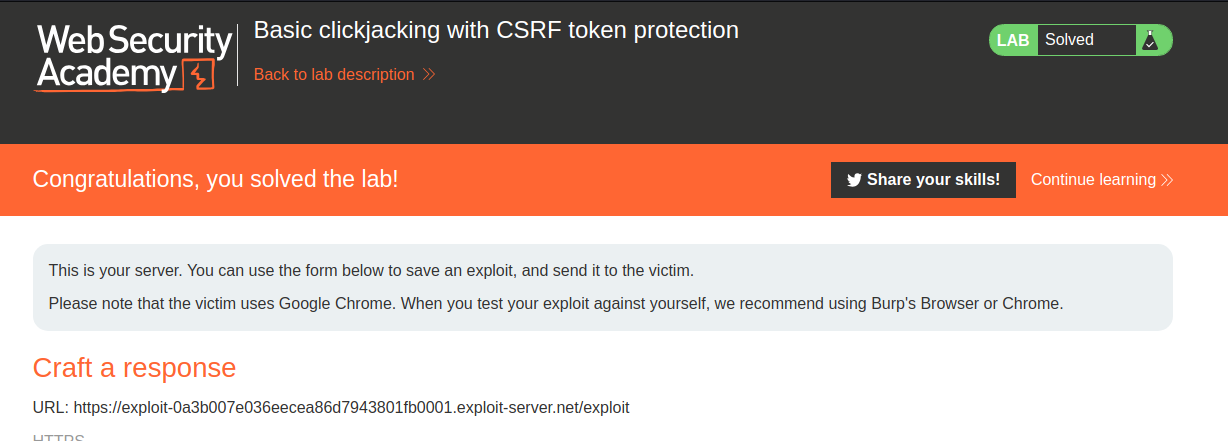 Web Security
Academy
Basic clickjacking with CSRF token protection
Back to lab description
LAB Solved
Congratulations, you solved the lab!
Share your skills!
Continue learning
This is your server. You can use the form below to save an exploit, and send it to the victim.
Please note that the victim uses Google Chrome. When you test your exploit against yourself, we recommend using Burp's Browser or Chrome.
Craft a response
URL: https://exploit-0a3b007e036eecea86d7943801fb0001.exploit-server.net/exploit
HTTPS